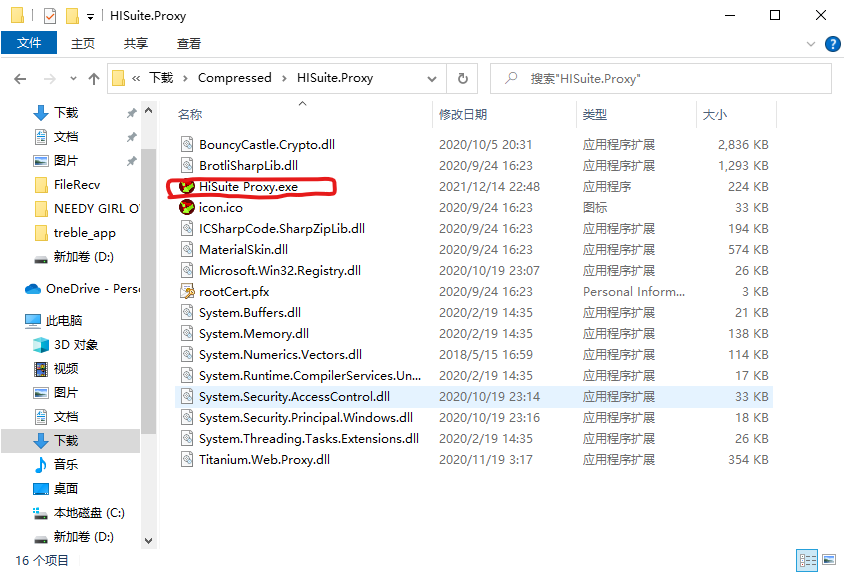 HISuite.Proxy
文件 主页 共享 查看
« 下载 › Compressed › HISuite.Proxy 搜索"HISuite.Proxy"
下载
文档
图片
FileRecv
NEEDY GIRL O
treble_app
新加卷 (D:)
OneDrive - Perso
此电脑
3D 对象
视频
图片
文档
下载
音乐
桌面
本地磁盘 (C:)
新加卷 (D:)
名称 修改日期 类型 大小
BouncyCastle.Crypto.dll 2020/10/5 20:31 应用程序扩展 2,836 KB
BrotliSharpLib.dll 2020/9/24 16:23 应用程序扩展 1,293 KB
HiSuite Proxy.exe 2021/12/14 22:48 应用程序 224 KB
icon.ico 2020/9/24 16:23 图标 33 KB
ICSharpCode.SharpZipLib.dll 2020/9/24 16:23 应用程序扩展 194 KB
MaterialSkin.dll 2020/9/24 16:23 应用程序扩展 574 KB
Microsoft.Win32.Registry.dll 2020/10/19 23:07 应用程序扩展 26 KB
rootCert.pfx 2020/9/24 16:23 Personal Inform... 3 KB
System.Buffers.dll 2020/2/19 14:35 应用程序扩展 21 KB
System.Memory.dll 2020/2/19 14:35 应用程序扩展 138 KB
System.Numerics.Vectors.dll 2018/5/15 16:59 应用程序扩展 114 KB
System.Runtime.CompilerServices.Un... 2020/2/19 14:35 应用程序扩展 17 KB
System.Security.AccessControl.dll 2020/10/19 23:14 应用程序扩展 33 KB
System.Security.Principal.Windows.dll 2020/10/19 23:16 应用程序扩展 18 KB
System.Threading.Tasks.Extensions.dll 2020/2/19 14:35 应用程序扩展 26 KB
Titanium.Web.Proxy.dll 2020/11/19 3:17 应用程序扩展 354 KB
16 个项目